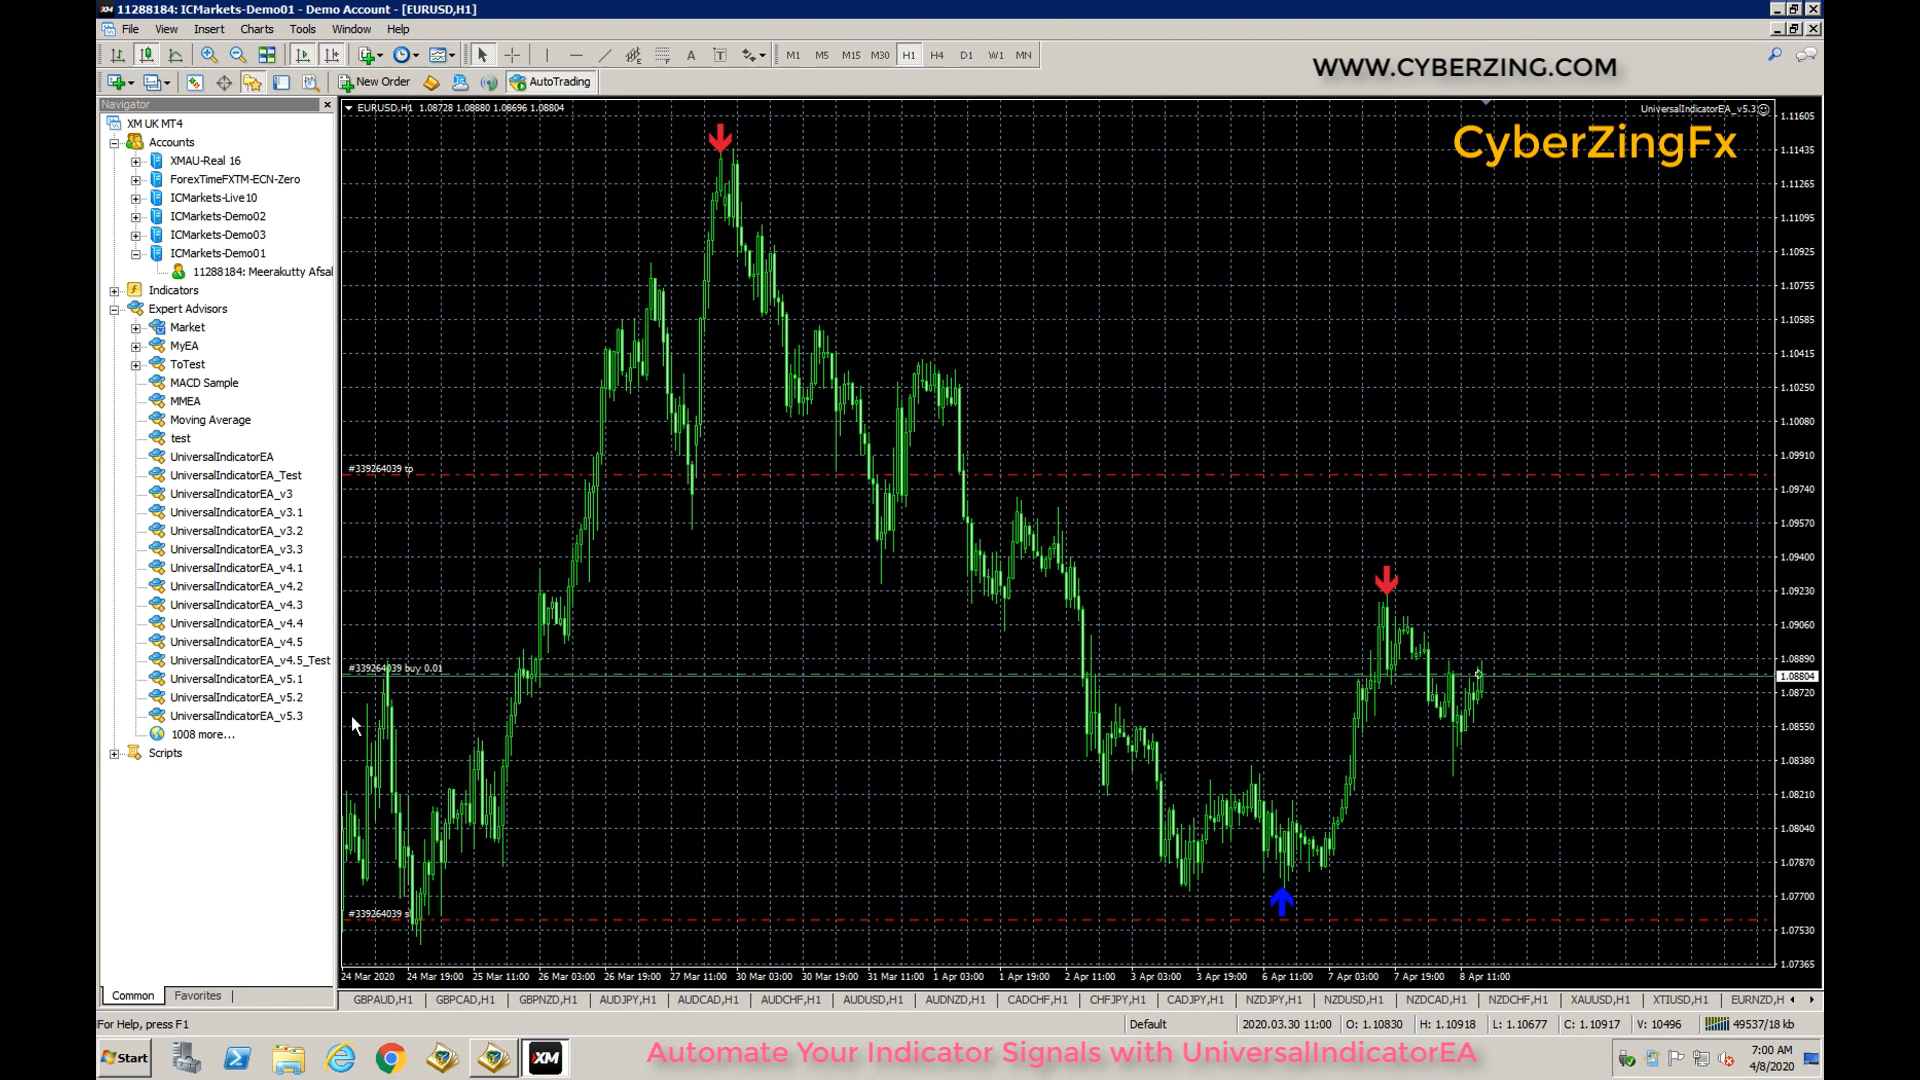 11288184: ICMarkets-Demo01 - Demo Account - [EURUSD,H1]
File View Insert Charts Tools Window Help
M1 M5 M15 M30 H1 H4 D1 W1 MN
WWW.CYBERZING.COM
New Order AutoTrading
Navigator
XM UK MT4
Accounts
XMAU-Real 16
ForexTimeFXTM-ECN-Zero
ICMarkets-Live10
ICMarkets-Demo02
ICMarkets-Demo03
ICMarkets-Demo01
11288184: Meerakutty Afsal
Indicators
Expert Advisors
Market
MyEA
ToTest
MACD Sample
MMEA
Moving Average
test
UniversalIndicatorEA
UniversalIndicatorEA_Test
UniversalIndicatorEA_v3
UniversalIndicatorEA_v3.1
UniversalIndicatorEA_v3.2
UniversalIndicatorEA_v3.3
UniversalIndicatorEA_v4.1
UniversalIndicatorEA_v4.2
UniversalIndicatorEA_v4.3
UniversalIndicatorEA_v4.4
UniversalIndicatorEA_v4.5
UniversalIndicatorEA_v4.5_Test
UniversalIndicatorEA_v5.1
UniversalIndicatorEA_v5.2
UniversalIndicatorEA_v5.3
1008 more...
Scripts
Common Favorites
EURUSD,H1 1.08728 1.08880 1.08696 1.08804
UniversalIndicatorEA_v5.3
CyberZingFx
#339264039 tp
#339264039 buy 0.01
#339264039 sl
1.11605
1.11435
1.11265
1.11095
1.10925
1.10755
1.10585
1.10415
1.10250
1.10080
1.09910
1.09740
1.09570
1.09400
1.09230
1.09060
1.08890
1.08804
1.08720
1.08550
1.08380
1.08210
1.08040
1.07870
1.07700
1.07530
1.07365
24 Mar 2020 24 Mar 19:00 25 Mar 11:00 26 Mar 03:00 26 Mar 19:00 27 Mar 11:00 30 Mar 03:00 30 Mar 19:00 31 Mar 11:00 1 Apr 03:00 1 Apr 19:00 2 Apr 11:00 3 Apr 03:00 3 Apr 19:00 6 Apr 11:00 7 Apr 03:00 7 Apr 19:00 8 Apr 11:00
GBPAUD,H1 GBPCAD,H1 GBPNZD,H1 AUDJPY,H1 AUDCAD,H1 AUDCHF,H1 AUDUSD,H1 AUDNZD,H1 CADCHF,H1 CHFJPY,H1 CADJPY,H1 NZDJPY,H1 NZDUSD,H1 NZDCAD,H1 NZDCHF,H1 XAUUSD,H1 XTIUSD,H1 EURNZD,H
For Help, press F1
Default 2020.03.30 11:00 O: 1.10830 H: 1.10918 L: 1.10677 C: 1.10917 V: 10496 49537/18 kb
Start
XM
Automate Your Indicator Signals with UniversalIndicatorEA
7:00 AM
4/8/2020